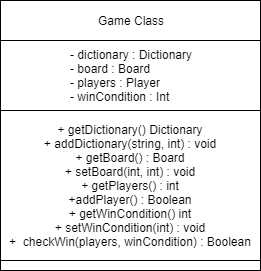 Game Class
- dictionary : Dictionary
- board : Board
- players : Player
- winCondition : Int
+ getDictionary() Dictionary
+ addDictionary(string, int) : void
+ getBoard() : Board
+ setBoard(int, int) : void
+ getPlayers() : int
+addPlayer() : Boolean
+ getWinCondition() int
+ setWinCondition(int) : void
+  checkWin(players, winCondition) : Boolean